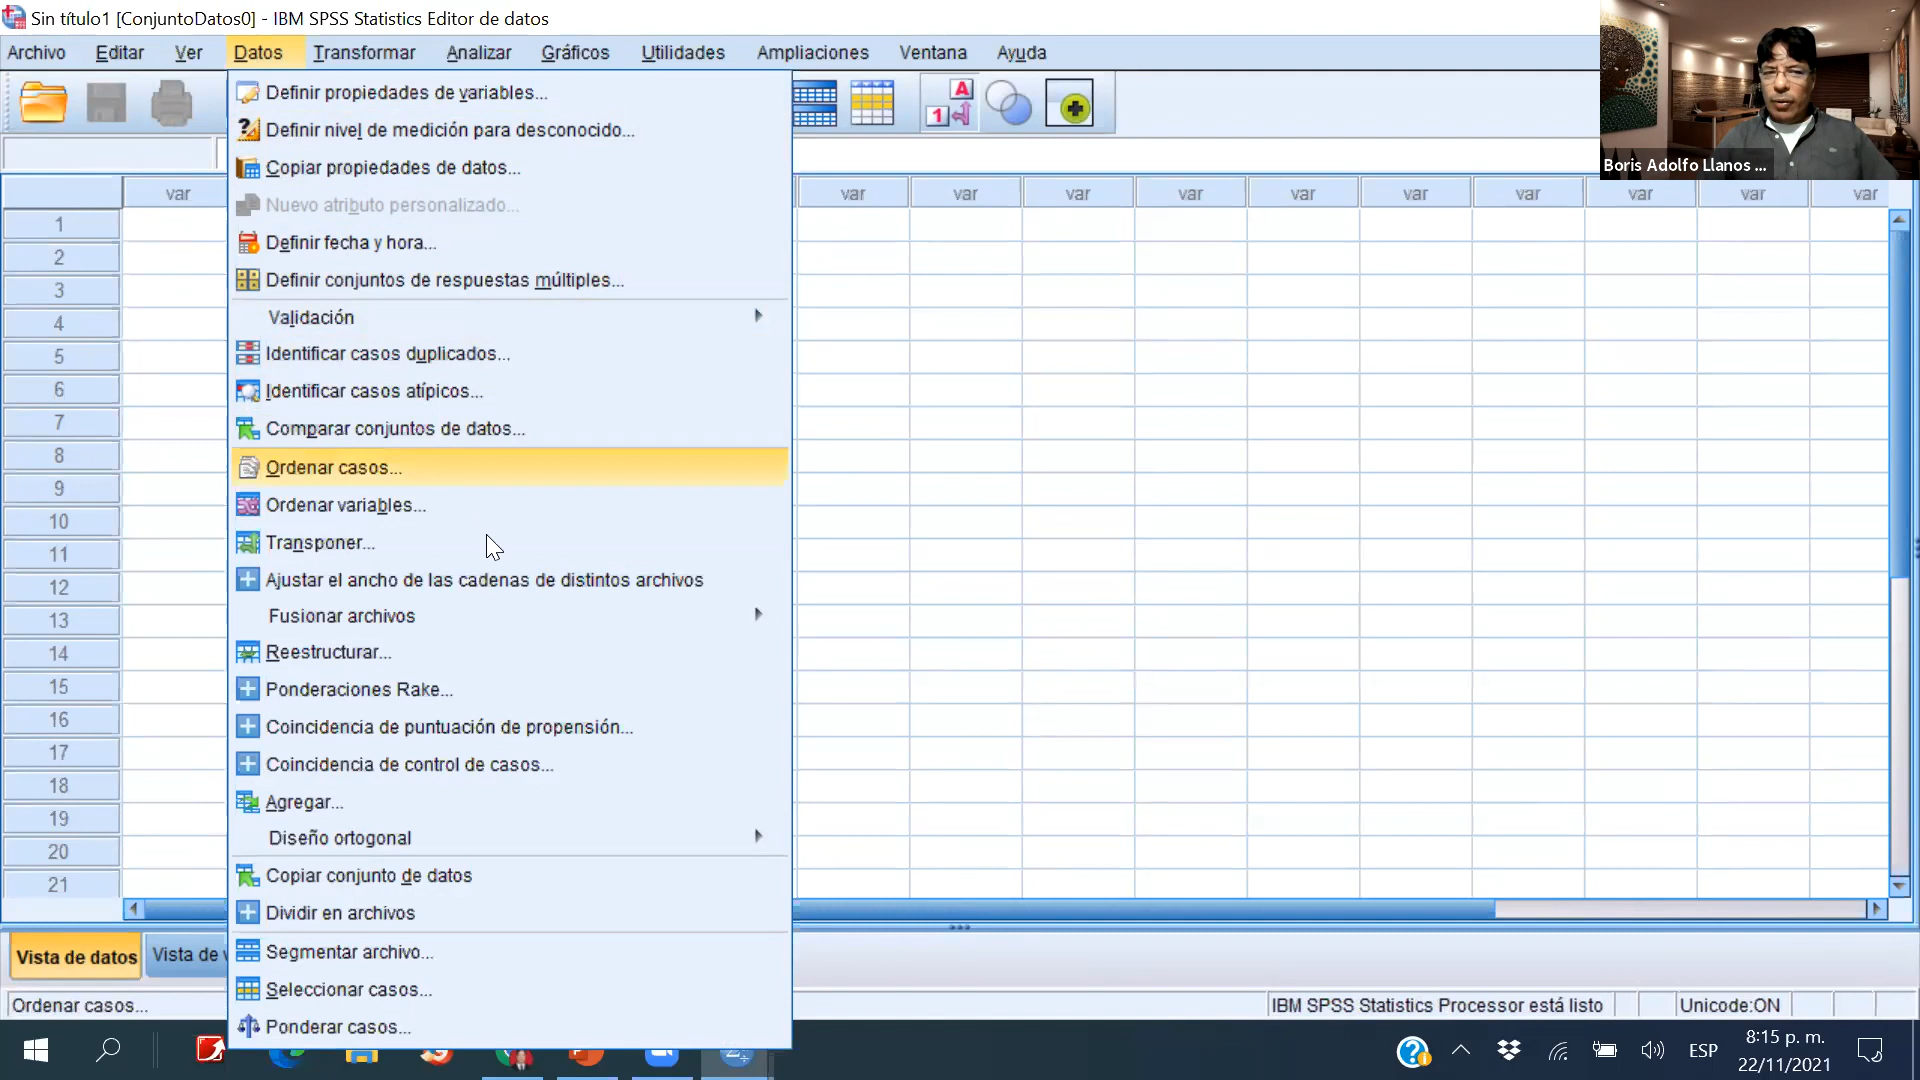 Sin título1 [ConjuntoDatos0] - IBM SPSS Statistics Editor de datos
Archivo Editar Ver Datos Transformar Analizar Gráficos Utilidades Ampliaciones Ventana Ayuda
Boris Adolfo Llanos ...
Definir propiedades de variables...
Definir nivel de medición para desconocido...
Copiar propiedades de datos...
Nuevo atributo personalizado...
Definir fecha y hora...
Definir conjuntos de respuestas múltiples...
Validación
Identificar casos duplicados...
Identificar casos atípicos...
Comparar conjuntos de datos...
Ordenar casos...
Ordenar variables...
Transponer...
Ajustar el ancho de las cadenas de distintos archivos
Fusionar archivos
Reestructurar...
Ponderaciones Rake...
Coincidencia de puntuación de propensión...
Coincidencia de control de casos...
Agregar...
Diseño ortogonal
Copiar conjunto de datos
Dividir en archivos
Segmentar archivo...
Seleccionar casos...
Ponderar casos...
A
1
var var var var var var var var var var var
1
2
3
4
5
6
7
8
9
10
11
12
13
14
15
16
17
18
19
20
21
Vista de datos Vista de
Ordenar casos... IBM SPSS Statistics Processor está listo Unicode:ON
ESP
8:15 p. m.
22/11/2021